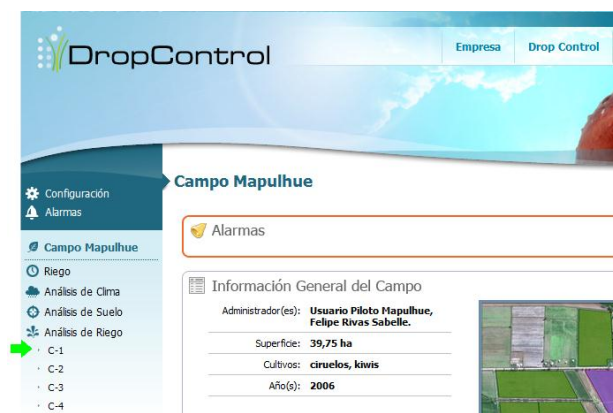 DropControl
Empresa
Drop Control
Configuración
Alarmas
Campo Mapulhue
Riego
Análisis de Clima
Análisis de Suelo
Análisis de Riego
C-1
C-2
C-3
C-4
Campo Mapulhue
Alarmas
Información General del Campo
Administrador(es): Usuario Piloto Mapulhue,
Felipe Rivas Sabelle.
Superficie: 39,75 ha
Cultivos: ciruelos, kiwis
Año(s): 2006